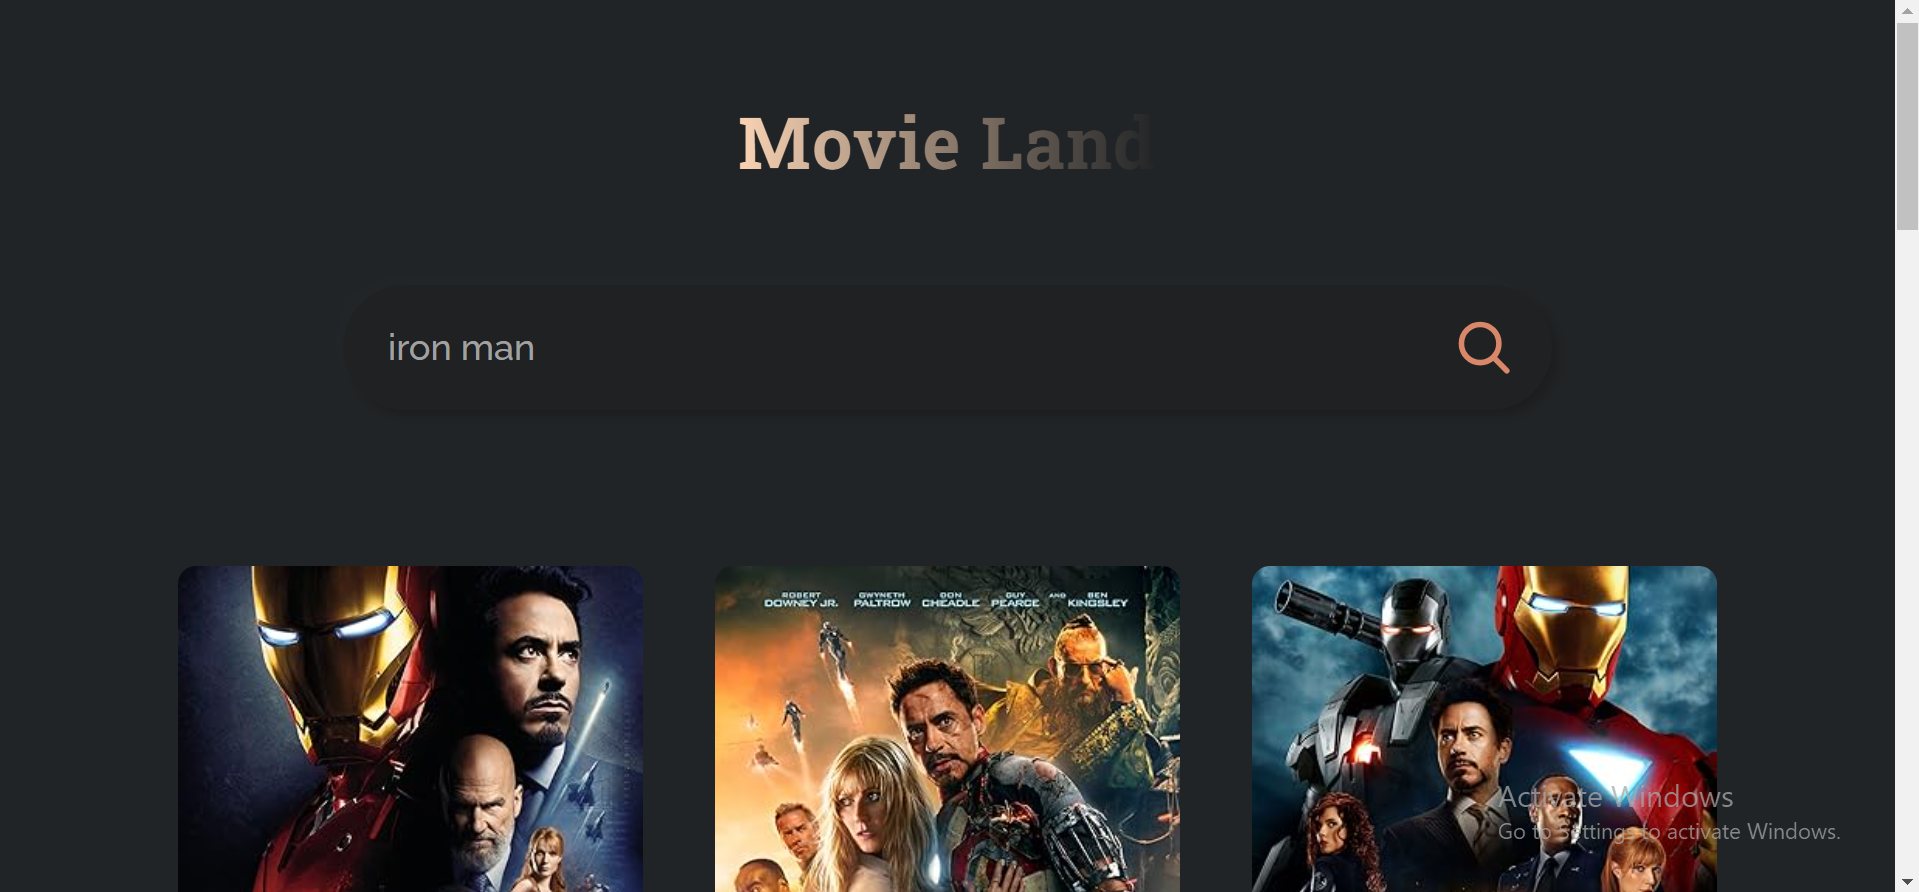 Movie Land
iron man
ROBERT DOWNEY JR. GWYNETH PALTROW DON CHEADLE GUY PEARCE AND BEN KINGSLEY
Activate Windows
Go to Settings to activate Windows.